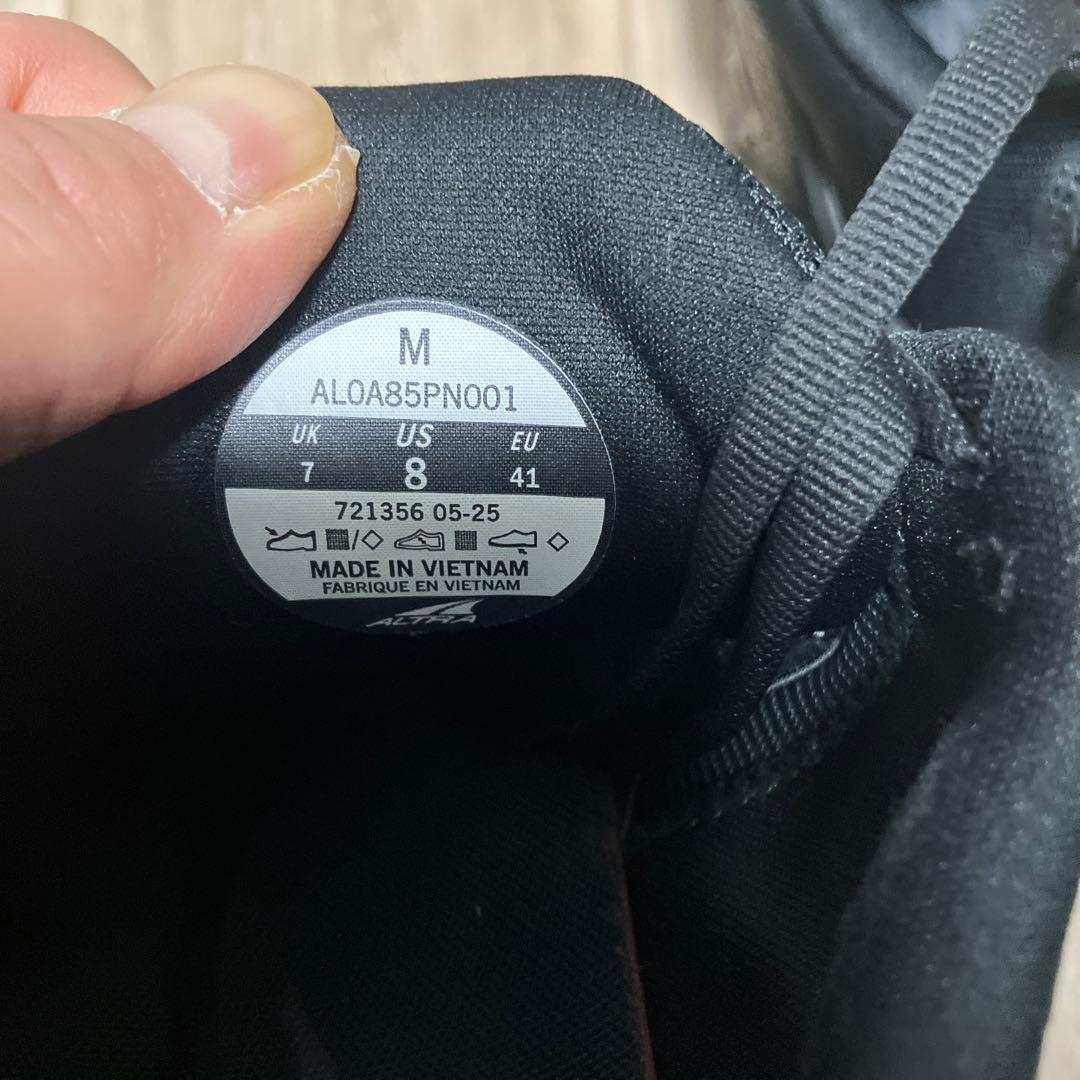 M
AL0A85PN001
UK US EU
7 8 41
721356 05-25
MADE IN VIETNAM
FABRIQUE EN VIETNAM
ALTRA